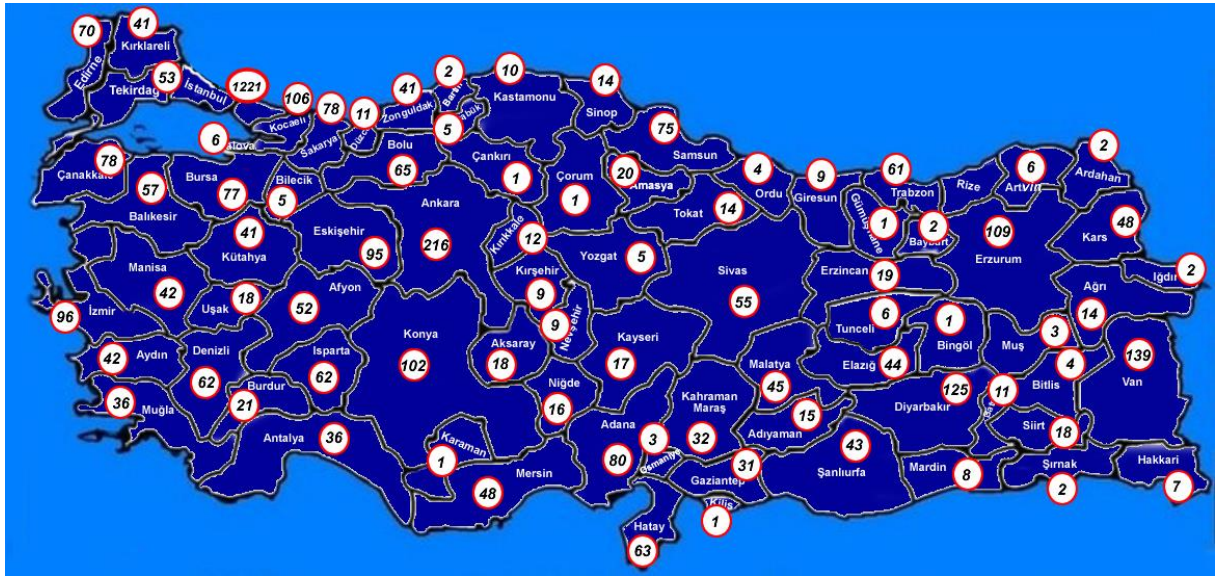 70
41
Kırklareli
Edirne
Tekirdağ
53
İstanbul
1221
106
Kocaeli
78
Sakarya
11
41
Zonguldak
2
5
10
Kastamonu
14
Sinop
75
Samsun
6
78
Çanakkale
57
Balıkesir
Bursa
77
Bilecik
5
Bolu
65
Çankırı
1
Çorum
1
20
Amasya
Tokat
14
4
Ordu
9
Giresun
61
Trabzon
Gümüşhane
1
2
Bayburt
Rize
6
Artvin
2
Ardahan
48
Kars
109
Erzurum
2
Iğdır
Ağrı
14
41
Kütahya
Eskişehir
95
Ankara
216
Kırıkkale
12
Kırşehir
9
Yozgat
5
Sivas
55
Erzincan
19
6
Tunceli
1
Bingöl
Muş
3
139
Van
Manisa
42
İzmir
96
Uşak
18
Afyon
52
Konya
102
Aksaray
18
9
Nevşehir
Kayseri
17
Malatya
45
Elazığ
44
Diyarbakır
125
11
Bitlis
4
Siirt
18
Aydın
42
Denizli
62
Isparta
62
Burdur
21
Muğla
36
Antalya
36
Karaman
1
Mersin
48
Niğde
16
Adana
80
3
Osmaniye
Kahraman
Maraş
32
Adıyaman
15
Gaziantep
31
Kilis
1
Hatay
63
43
Şanlıurfa
Mardin
8
Şırnak
2
Hakkari
7